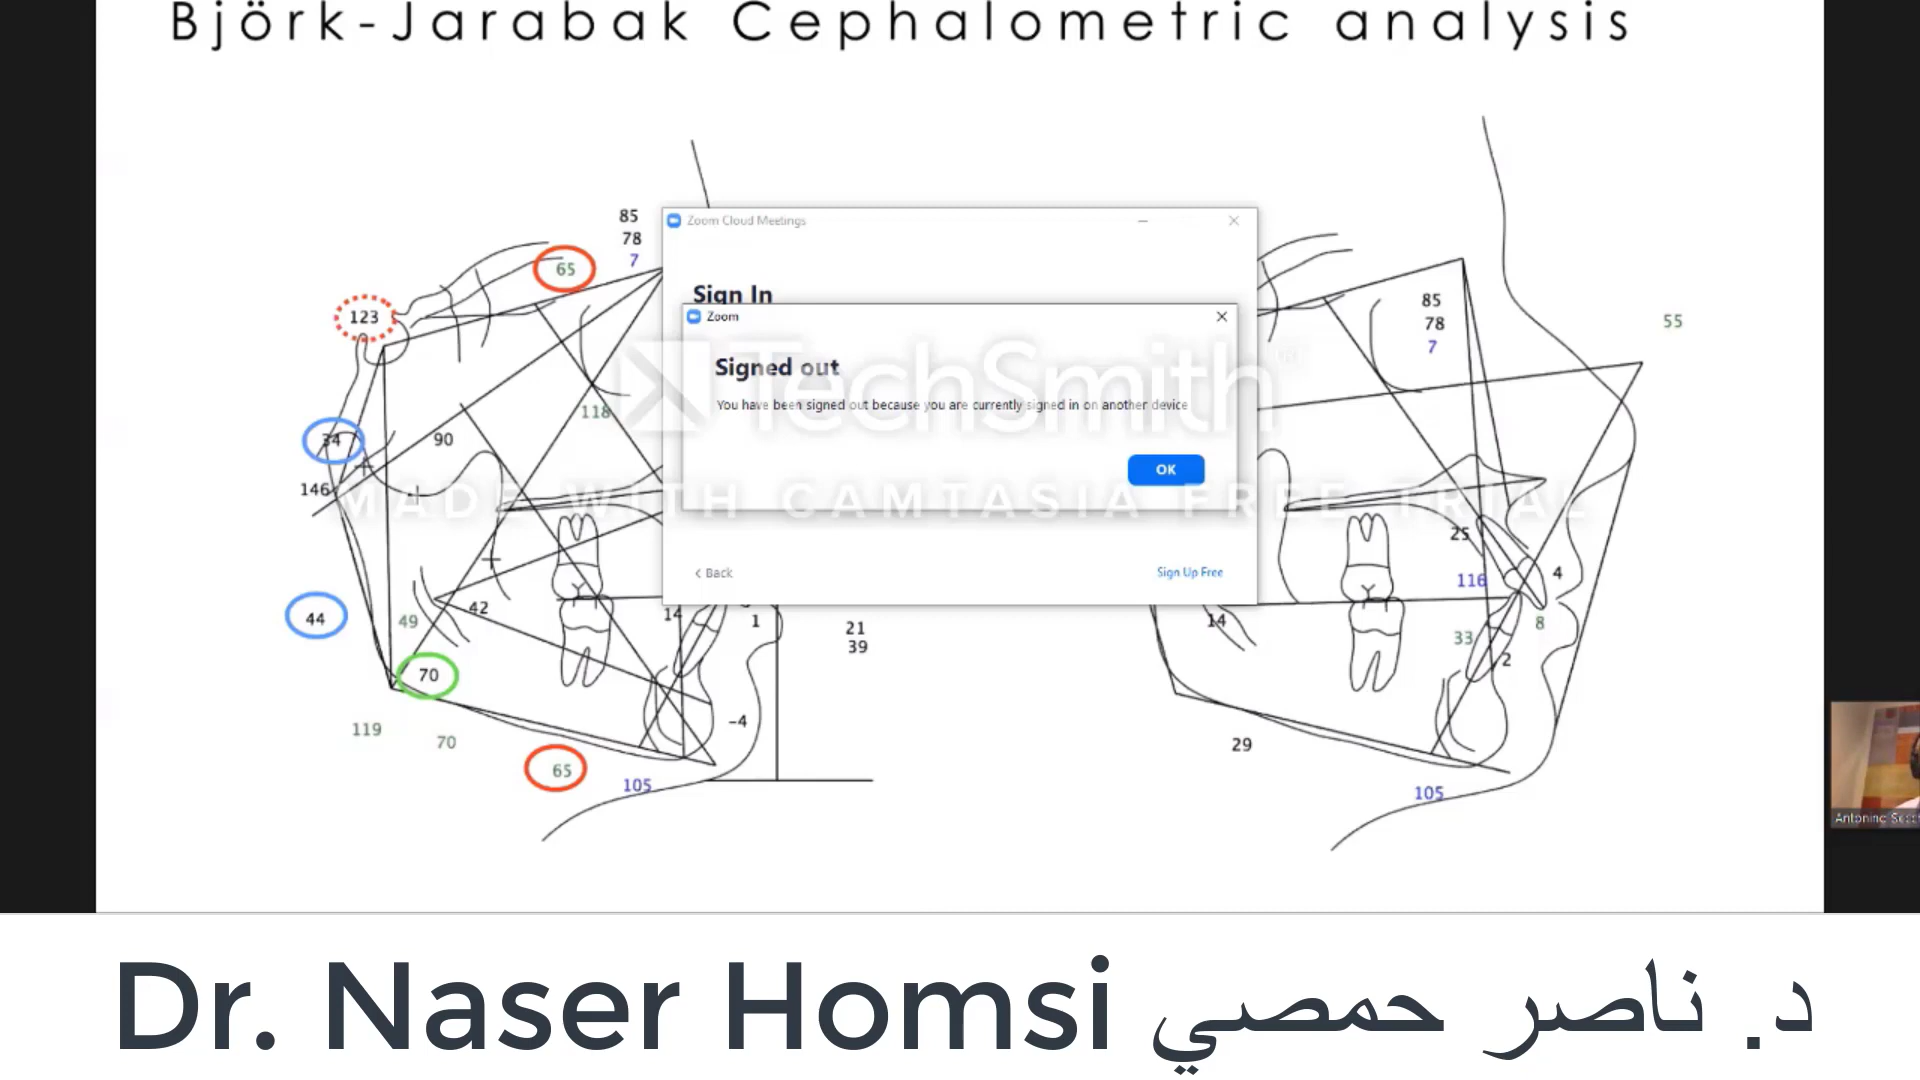 Björk-Jarabak Cephalometric analysis
85
78
7
65
123
Zoom Cloud Meetings
Sign In
Zoom
Signed out
You have been signed out because you are currently signed in on another device
OK
Back
Sign Up Free
TechSmith
MADE WITH CAMTASIA FREE TRIAL
118
34
90
146
44
49
42
70
119
70
65
105
14
1
21
39
-4
85
78
7
55
25
116
4
14
33
8
2
29
105
Antonino
Dr. Naser Homsi د. ناصر حمصي